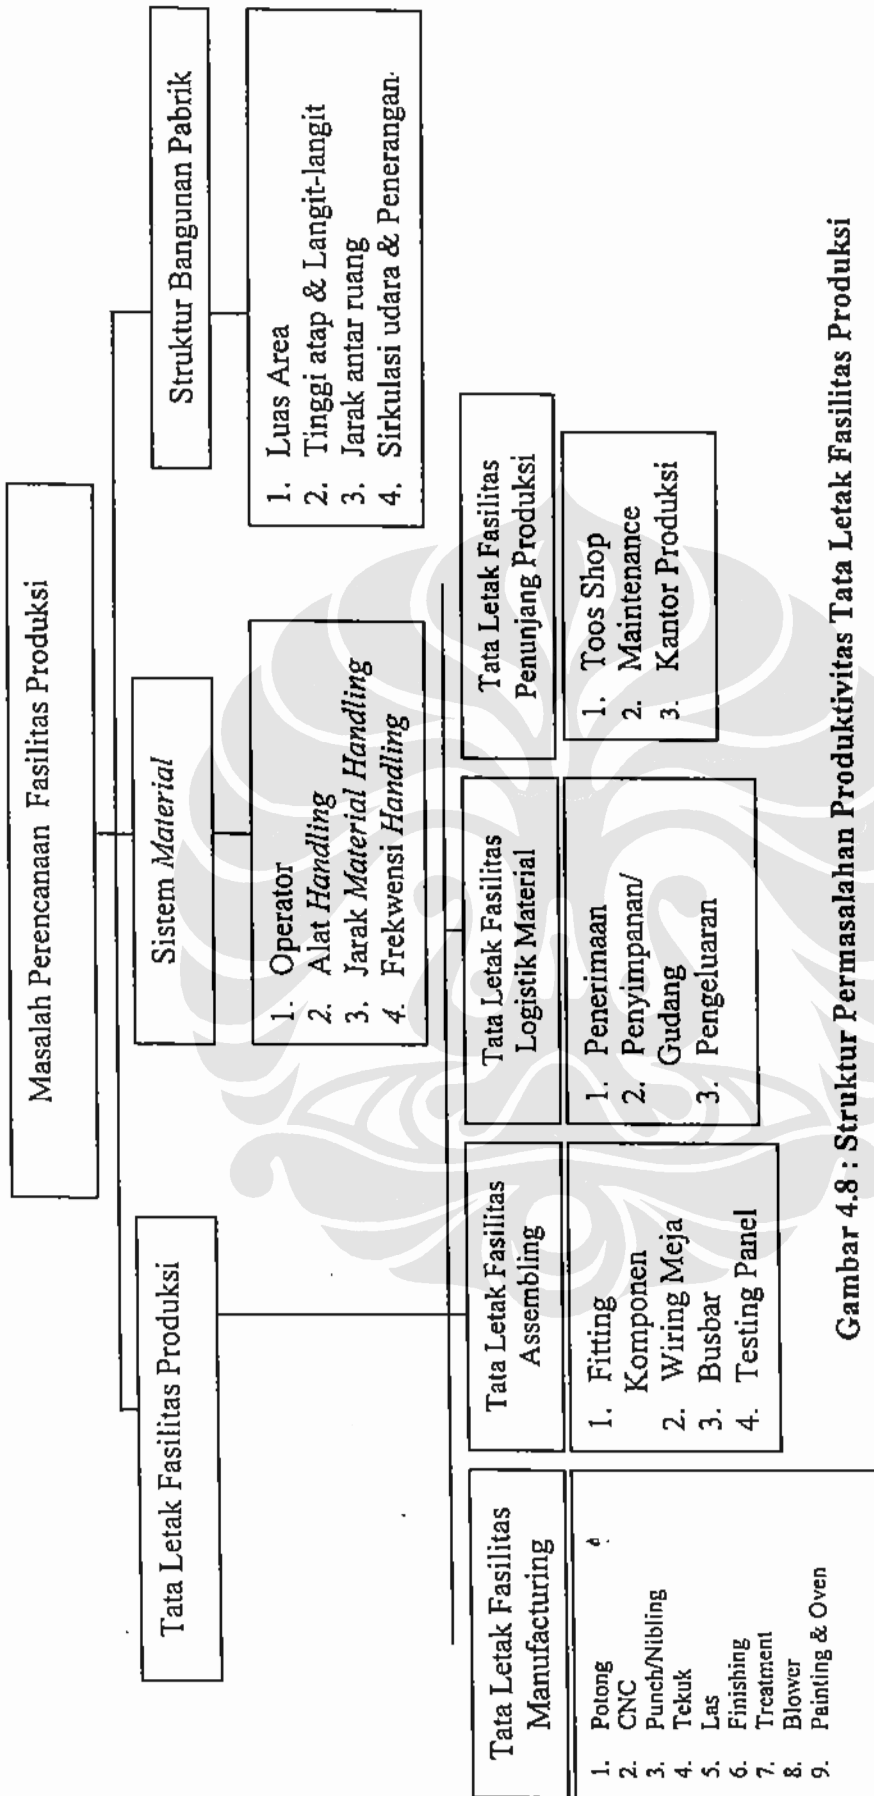 Masalah Perencanaan Fasilitas Produksi
Tata Letak Fasilitas Produksi
Sistem Material
Struktur Bangunan Pabrik
1. Operator
2. Alat Handling
3. Jarak Material Handling
4. Frekwensi Handling
1. Luas Area
2. Tinggi atap & Langit-langit
3. Jarak antar ruang
4. Sirkulasi udara & Penerangan
Tata Letak Fasilitas
Manufacturing
1. Potong
2. CNC
3. Punch/Nibling
4. Tekuk
5. Las
6. Finishing
7. Treatment
8. Blower
9. Painting & Oven
Tata Letak Fasilitas
Assembling
1. Fitting
Komponen
2. Wiring Meja
3. Busbar
4. Testing Panel
Tata Letak Fasilitas
Logistik Material
1. Penerimaan
2. Penyimpanan/
Gudang
3. Pengeluaran
Tata Letak Fasilitas
Penunjang Produksi
1. Toos Shop
2. Maintenance
3. Kantor Produksi
Gambar 4.8 : Struktur Permasalahan Produktivitas Tata Letak Fasilitas Produksi